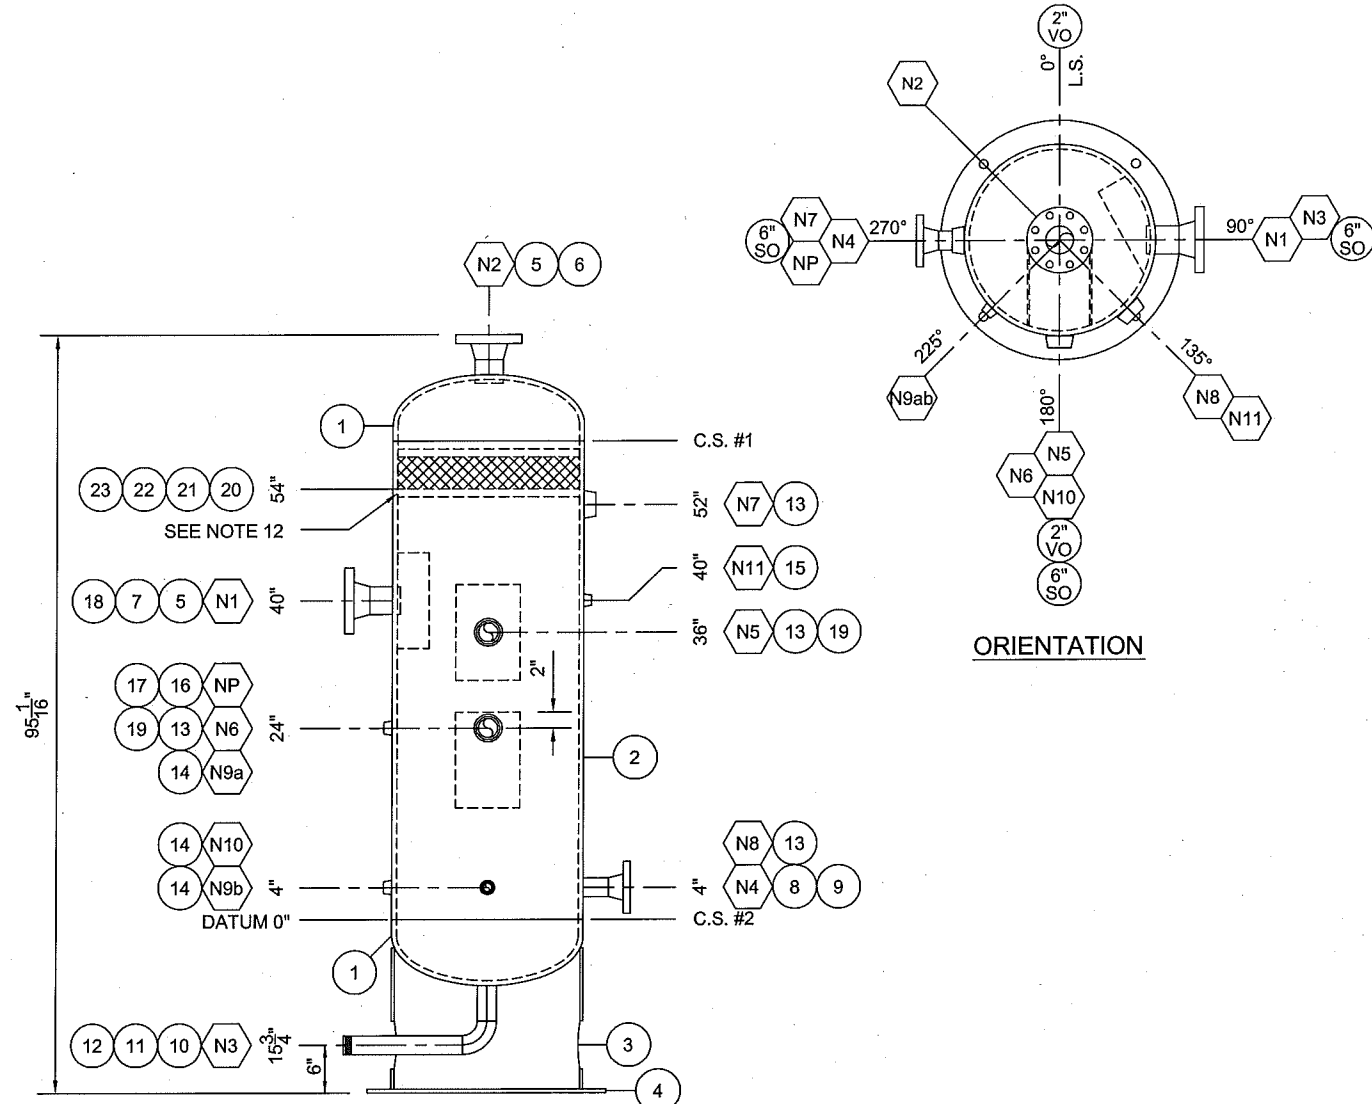 2"
VO
0°
L.S.
N2
N7
N4
NP
6"
SO
270°
90°
N1
N3
6"
SO
225°
N9ab
135°
N8
N11
180°
N5
N6
N10
2"
VO
6"
SO
ORIENTATION
N2 5 6
1
C.S. #1
23 22 21 20 54"
SEE NOTE 12
52" N7 13
40" N11 15
18 7 5 N1 40"
36" N5 13 19
2"
17 16 NP
19 13 N6 24"
14 N9a
2
95 1/16"
14 N10
14 N9b 4"
N8 13
4" N4 8 9
DATUM 0"
C.S. #2
1
12 11 10 N3 15 3/4"
6"
3
4